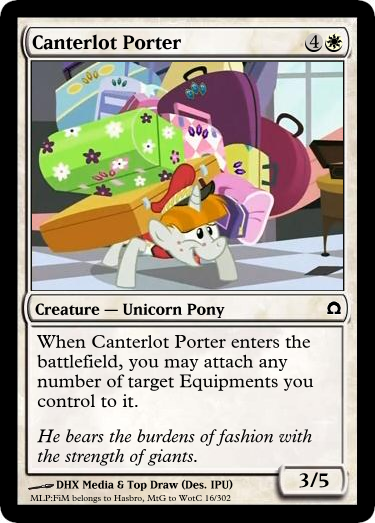 Canterlot Porter 4
Creature — Unicorn Pony Ω
When Canterlot Porter enters the
battlefield, you may attach any
number of target Equipments you
control to it.
He bears the burdens of fashion with
the strength of giants.
DHX Media & Top Draw (Des. IPU)
MLP:FiM belongs to Hasbro, MtG to WotC 16/302
3/5